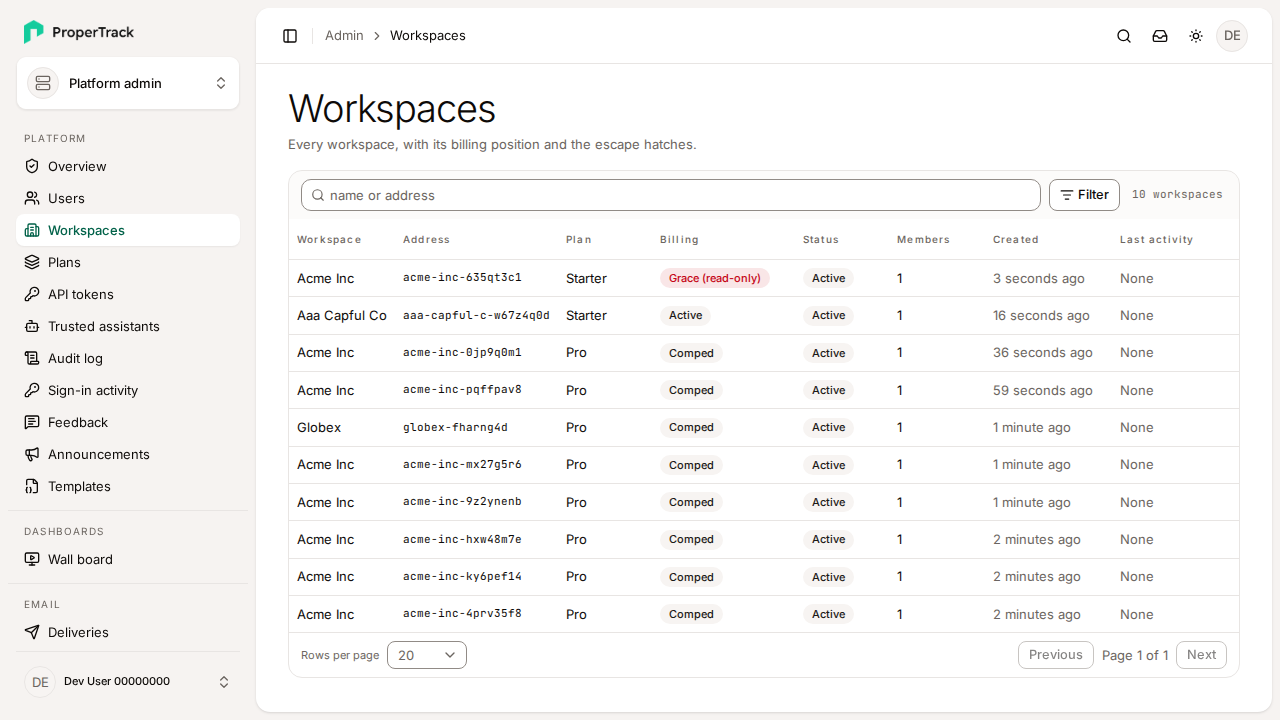 ProperTrack
Platform admin
PLATFORM
Overview
Users
Workspaces
Plans
API tokens
Trusted assistants
Audit log
Sign-in activity
Feedback
Announcements
Templates
DASHBOARDS
Wall board
EMAIL
Deliveries
DE Dev User 00000000
Admin > Workspaces
DE
Workspaces
Every workspace, with its billing position and the escape hatches.
name or address Filter 10 workspaces
Workspace Address Plan Billing Status Members Created Last activity
Acme Inc acme-inc-635qt3c1 Starter Grace (read-only) Active 1 3 seconds ago None
Aaa Capful Co aaa-capful-c-w67z4q0d Starter Active Active 1 16 seconds ago None
Acme Inc acme-inc-0jp9q0m1 Pro Comped Active 1 36 seconds ago None
Acme Inc acme-inc-pqffpav8 Pro Comped Active 1 59 seconds ago None
Globex globex-fharng4d Pro Comped Active 1 1 minute ago None
Acme Inc acme-inc-mx27g5r6 Pro Comped Active 1 1 minute ago None
Acme Inc acme-inc-9z2ynenb Pro Comped Active 1 1 minute ago None
Acme Inc acme-inc-hxw48m7e Pro Comped Active 1 2 minutes ago None
Acme Inc acme-inc-ky6pef14 Pro Comped Active 1 2 minutes ago None
Acme Inc acme-inc-4prv35f8 Pro Comped Active 1 2 minutes ago None
Rows per page 20 Previous Page 1 of 1 Next